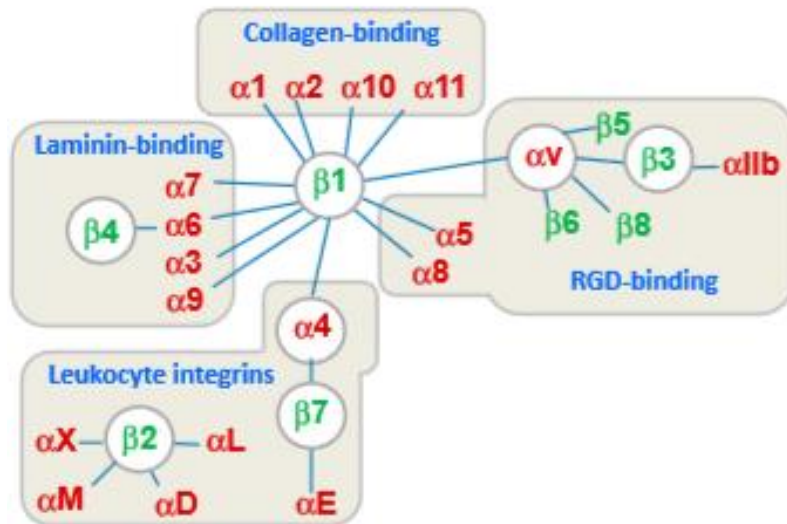 Collagen-binding
α1 α2 α10 α11
Laminin-binding
α7
α6
α3
α9
β4
β1
αv
β5
β3
αIIb
β6
β8
α5
α8
RGD-binding
α4
Leukocyte integrins
β7
β2
αX
αL
αM
αD
αE